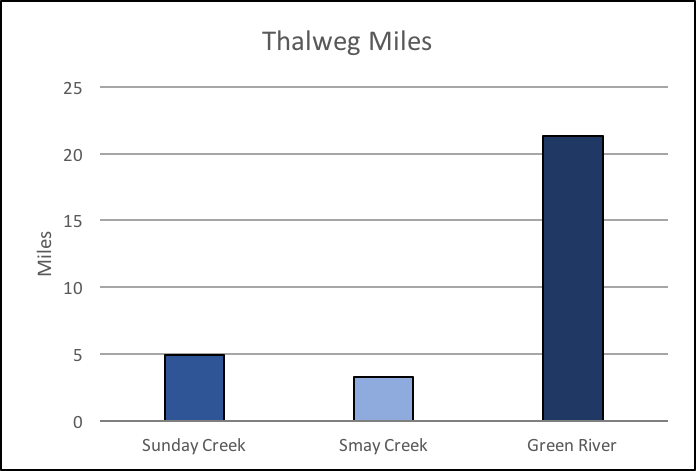 Thalweg Miles
25
20
15
10
5
0
Miles
Sunday Creek
Smay Creek
Green River